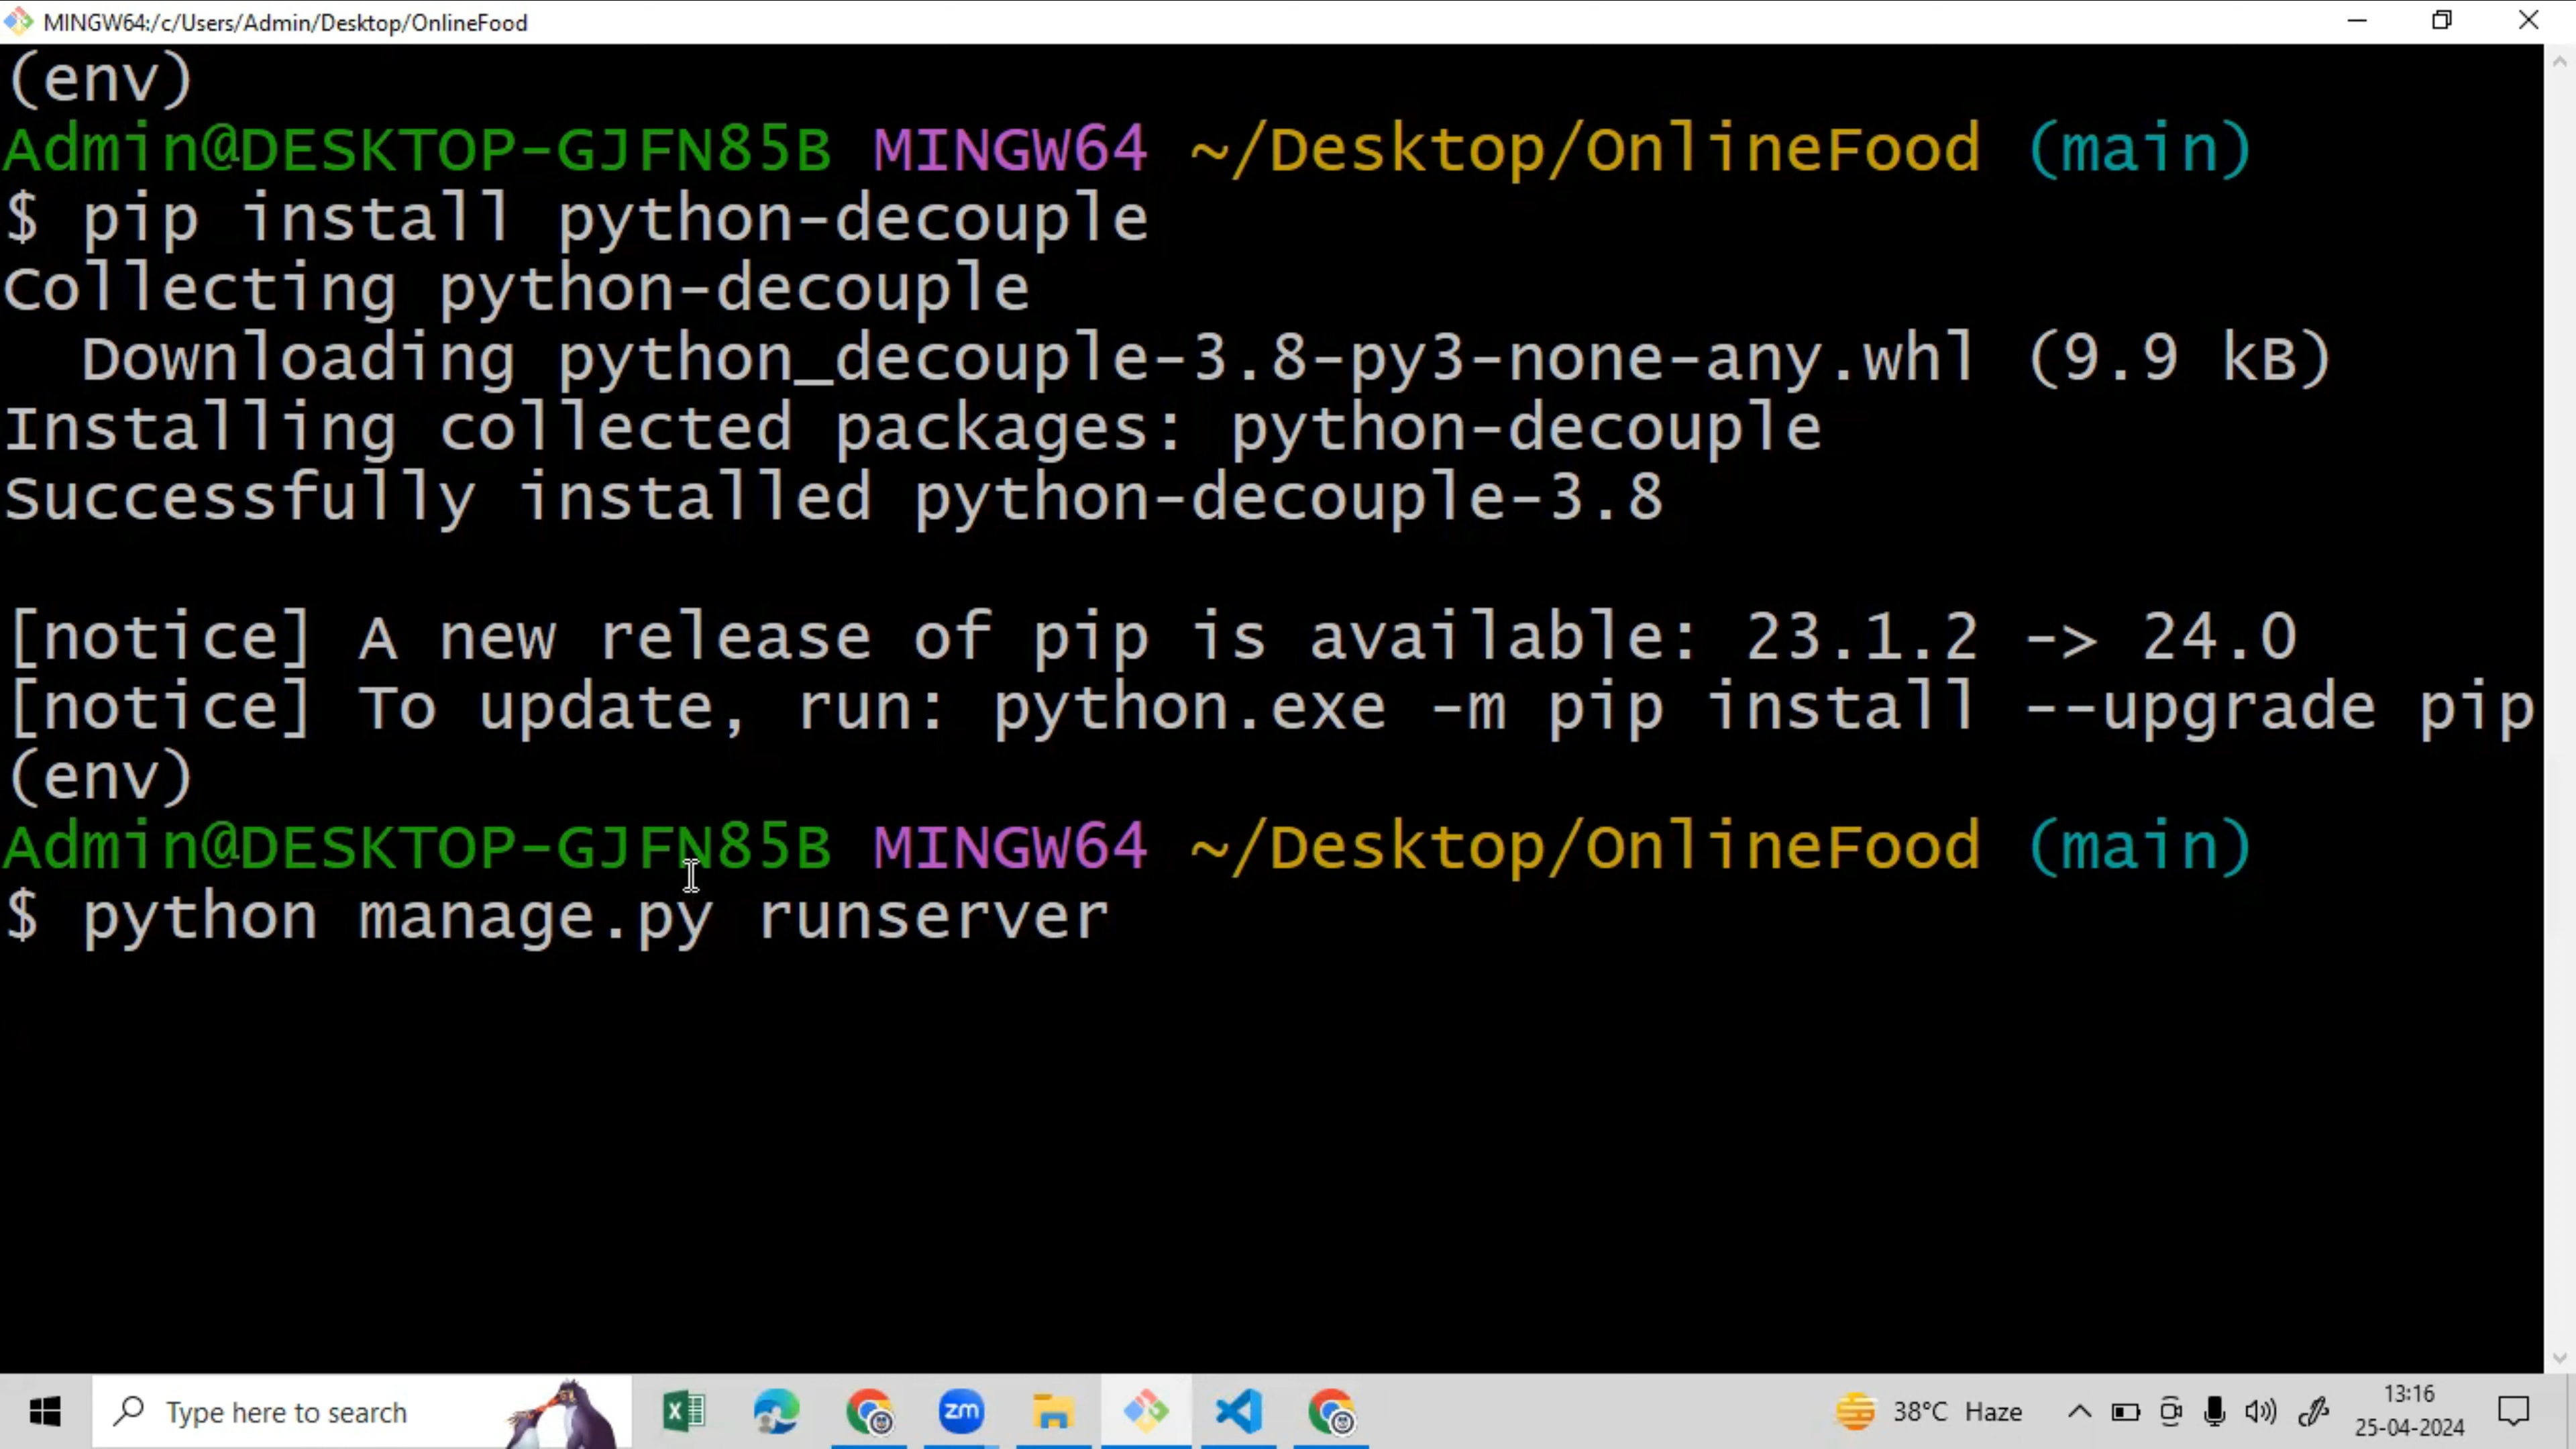 MINGW64:/c/Users/Admin/Desktop/OnlineFood
(env)
Admin@DESKTOP-GJFN85B MINGW64 ~/Desktop/OnlineFood (main)
$ pip install python-decouple
Collecting python-decouple
  Downloading python_decouple-3.8-py3-none-any.whl (9.9 kB)
Installing collected packages: python-decouple
Successfully installed python-decouple-3.8
[notice] A new release of pip is available: 23.1.2 -> 24.0
[notice] To update, run: python.exe -m pip install --upgrade pip
(env)
Admin@DESKTOP-GJFN85B MINGW64 ~/Desktop/OnlineFood (main)
$ python manage.py runserver
Type here to search
zm
38°C Haze
13:16
25-04-2024